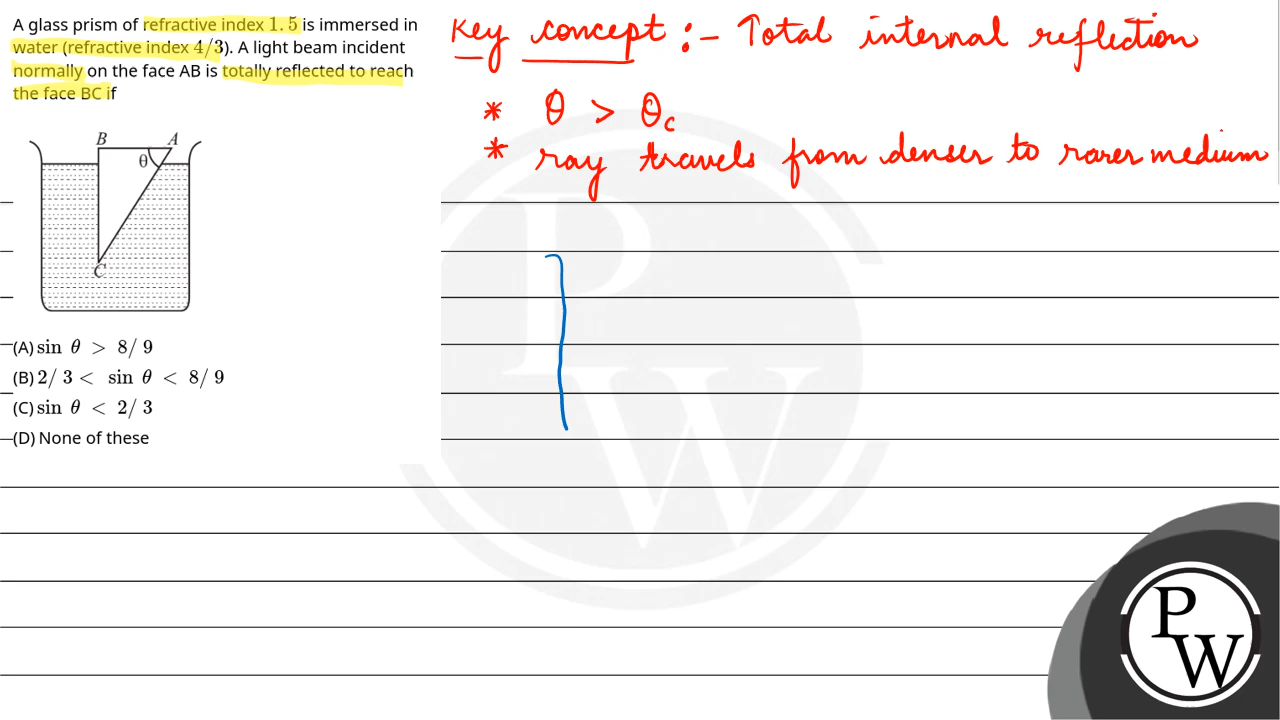 A glass prism of refractive index 1. 5 is immersed in
water (refractive index 4/3). A light beam incident
normally on the face AB is totally reflected to reach
the face BC if
B A
θ
C
(A) sin θ > 8/ 9
(B) 2/ 3 < sin θ < 8/ 9
(C) sin θ < 2/ 3
(D) None of these
Key concept :- Total internal reflection
* θ > θc
* ray travels from denser to rarer medium
P
W
P
W